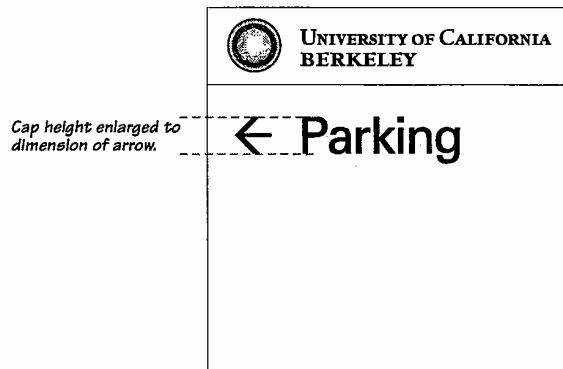 UNIVERSITY OF CALIFORNIA
BERKELEY
Cap height enlarged to
dimension of arrow.
← Parking